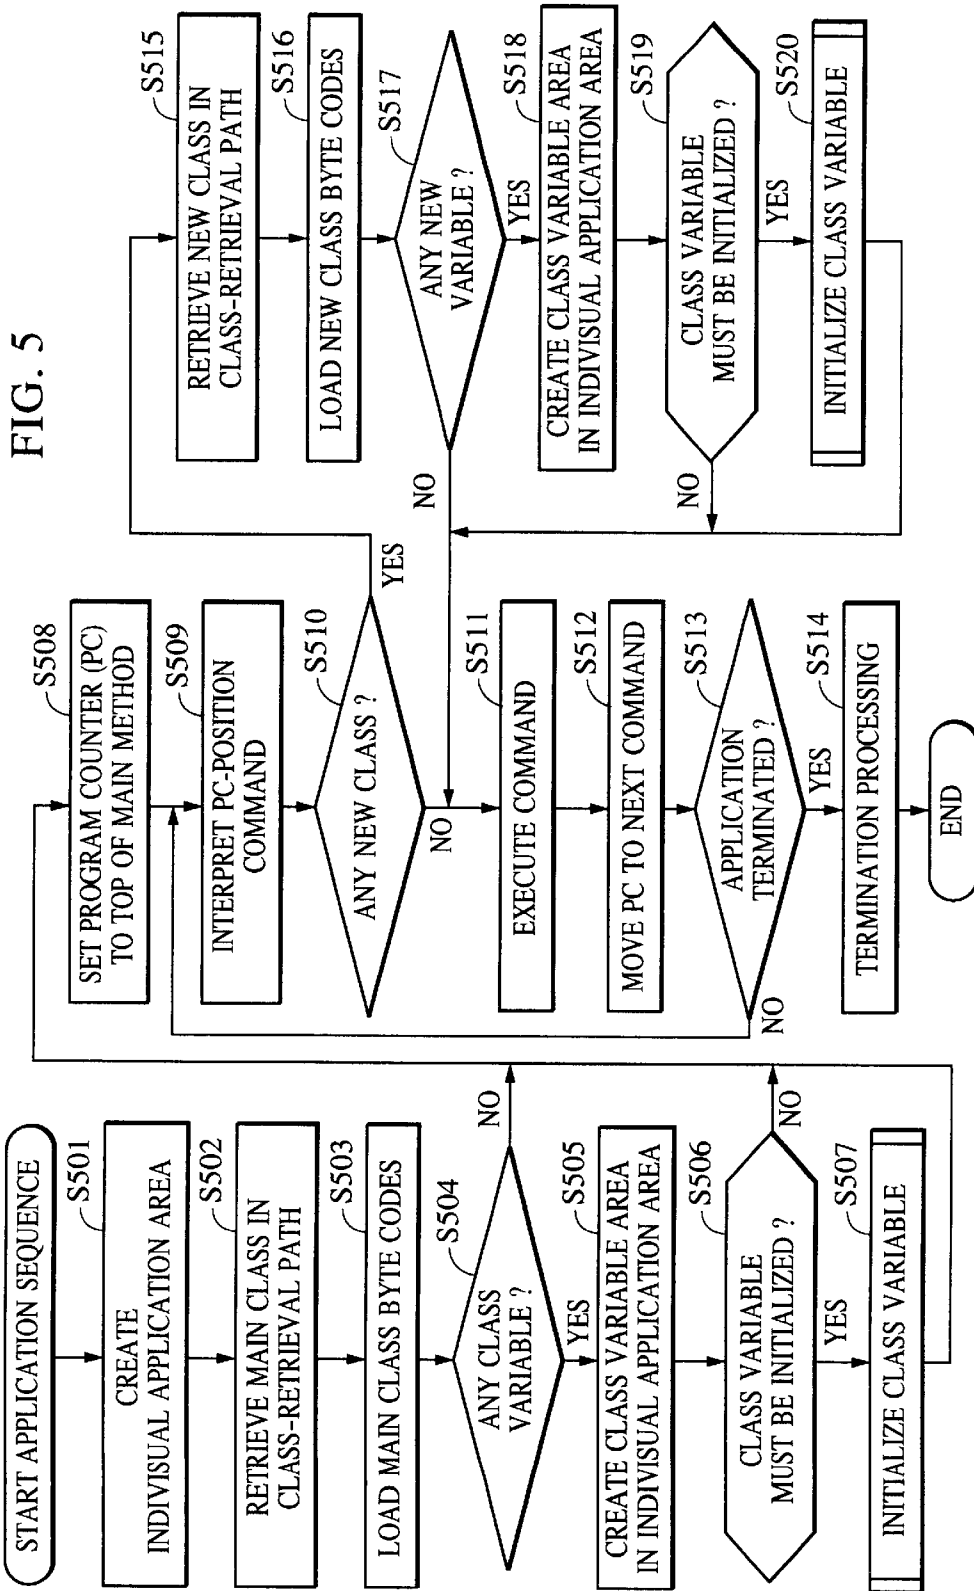 FIG. 5
START APPLICATION SEQUENCE
S501
CREATE
INDIVISUAL APPLICATION AREA
S502
RETRIEVE MAIN CLASS IN
CLASS-RETRIEVAL PATH
S503
LOAD MAIN CLASS BYTE CODES
S504
ANY CLASS
VARIABLE ?
NO
YES
S505
CREATE CLASS VARIABLE AREA
IN INDIVISUAL APPLICATION AREA
S506
CLASS VARIABLE
MUST BE INITIALIZED ?
NO
YES
S507
INITIALIZE CLASS VARIABLE
S508
SET PROGRAM COUNTER (PC)
TO TOP OF MAIN METHOD
S509
INTERPRET PC-POSITION
COMMAND
S510
ANY NEW CLASS ?
YES
NO
S511
EXECUTE COMMAND
S512
MOVE PC TO NEXT COMMAND
S513
APPLICATION
TERMINATED ?
NO
YES
S514
TERMINATION PROCESSING
END
S515
RETRIEVE NEW CLASS IN
CLASS-RETRIEVAL PATH
S516
LOAD NEW CLASS BYTE CODES
S517
ANY NEW
VARIABLE ?
NO
YES
S518
CREATE CLASS VARIABLE AREA
IN INDIVISUAL APPLICATION AREA
S519
CLASS VARIABLE
MUST BE INITIALIZED ?
NO
YES
S520
INITIALIZE CLASS VARIABLE